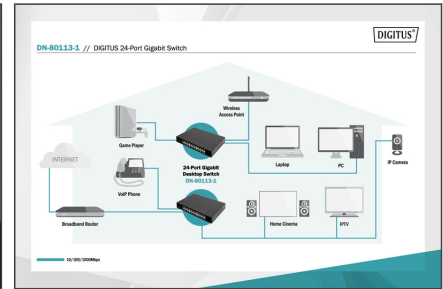 DIGITUS®
DN-80113-1 // DIGITUS 24-Port Gigabit Switch
Wireless
Access Point
Game Player
INTERNET
24-Port Gigabit
Desktop Switch
DN-80113-1
Laptop
PC
IP Camera
VoIP Phone
Broadband Router
Home Cinema
IPTV
10/100/1000Mbps